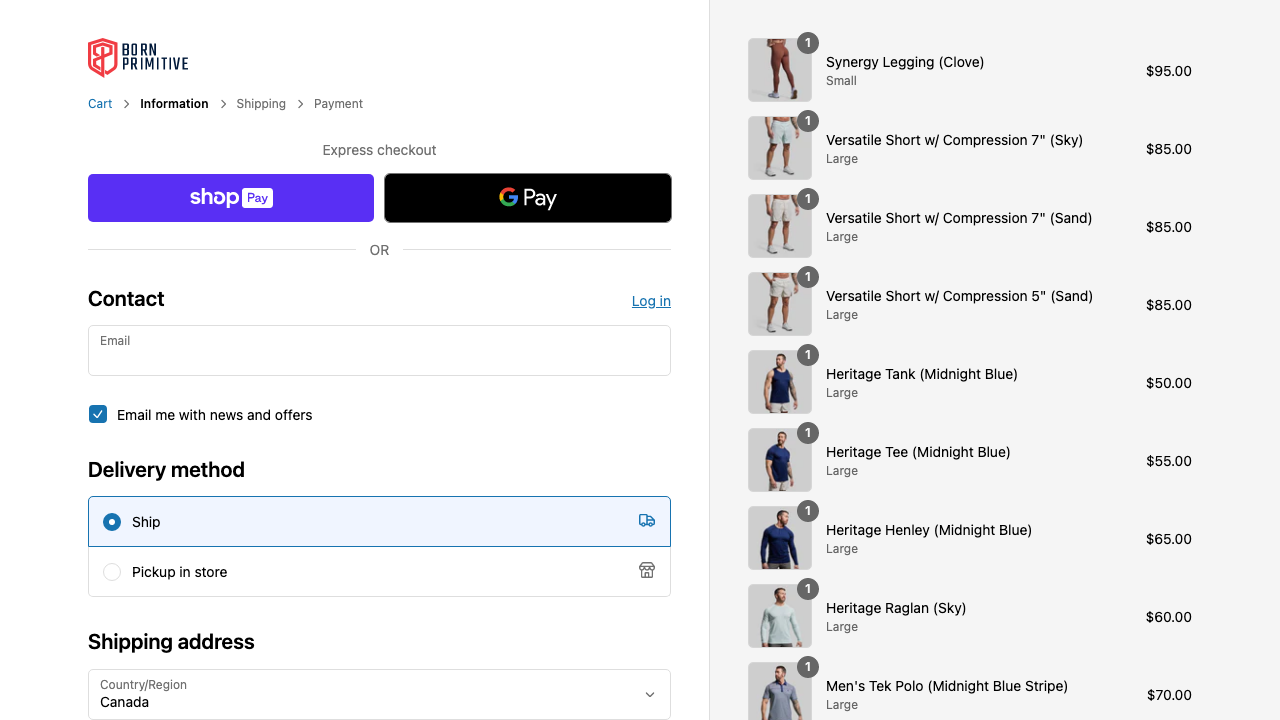 BORN
PRIMITIVE
Cart > Information > Shipping > Payment
Express checkout
shop Pay
G Pay
OR
Contact
Log in
Email
Email me with news and offers
Delivery method
Ship
Pickup in store
Shipping address
Country/Region
Canada
1
Synergy Legging (Clove)
Small
$95.00
1
Versatile Short w/ Compression 7" (Sky)
Large
$85.00
1
Versatile Short w/ Compression 7" (Sand)
Large
$85.00
1
Versatile Short w/ Compression 5" (Sand)
Large
$85.00
1
Heritage Tank (Midnight Blue)
Large
$50.00
1
Heritage Tee (Midnight Blue)
Large
$55.00
1
Heritage Henley (Midnight Blue)
Large
$65.00
1
Heritage Raglan (Sky)
Large
$60.00
1
Men's Tek Polo (Midnight Blue Stripe)
Large
$70.00